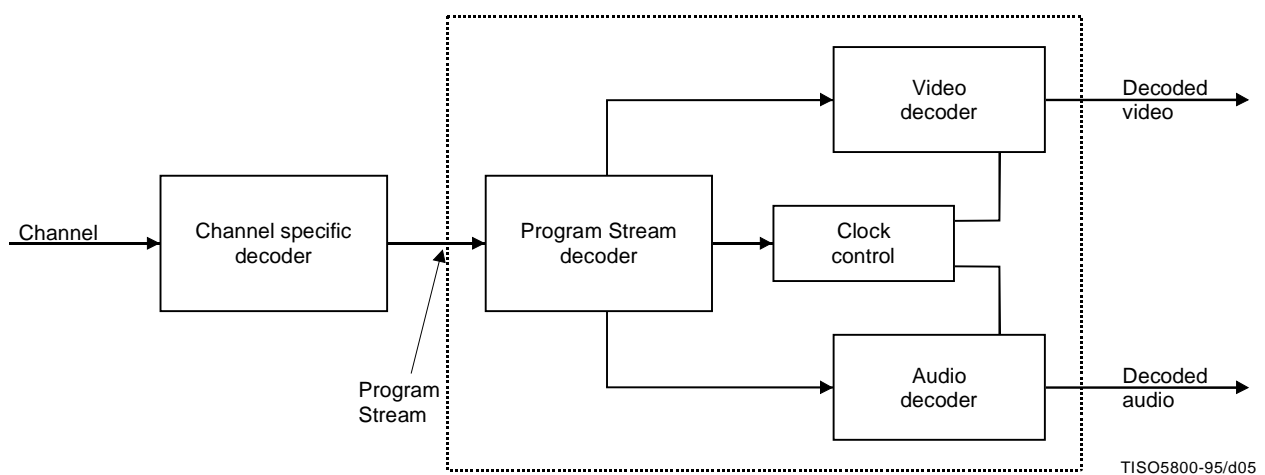 Video
decoder
Decoded
video
Channel
Channel specific
decoder
Program Stream
decoder
Clock
control
Program
Stream
Audio
decoder
Decoded
audio
TISO5800-95/d05